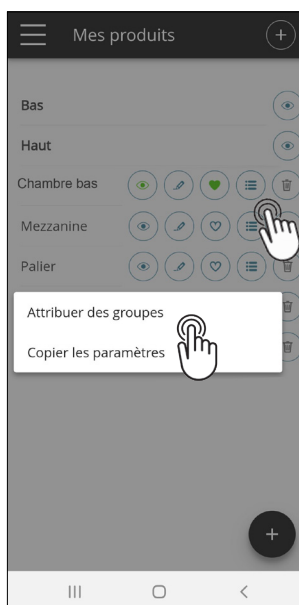 Mes produits
Bas
Haut
Chambre bas
Mezzanine
Palier
Attribuer des groupes
Copier les paramètres